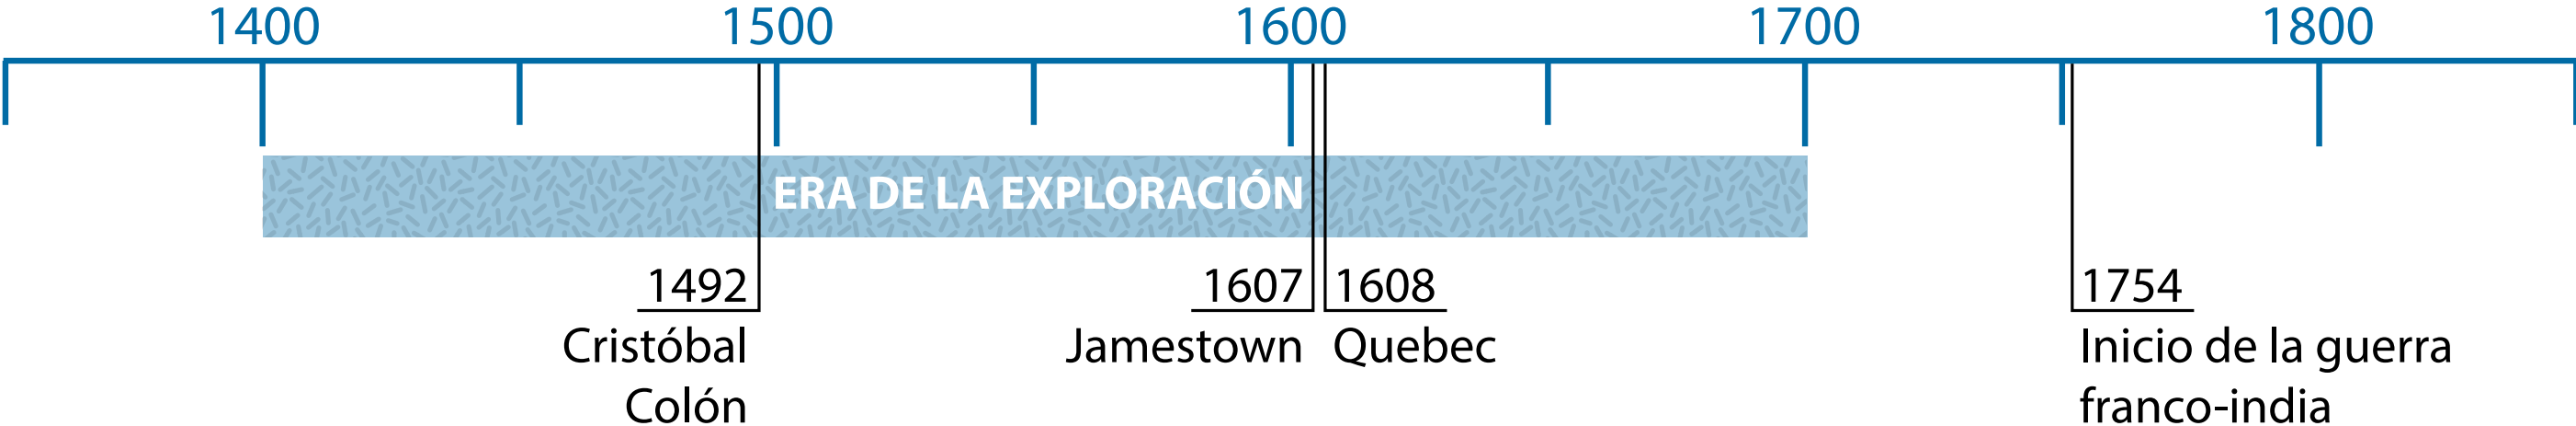 1400 1500 1600 1700 1800
ERA DE LA EXPLORACIÓN
1492
Cristóbal
Colón
1607
Jamestown
1608
Quebec
1754
Inicio de la guerra
franco-india